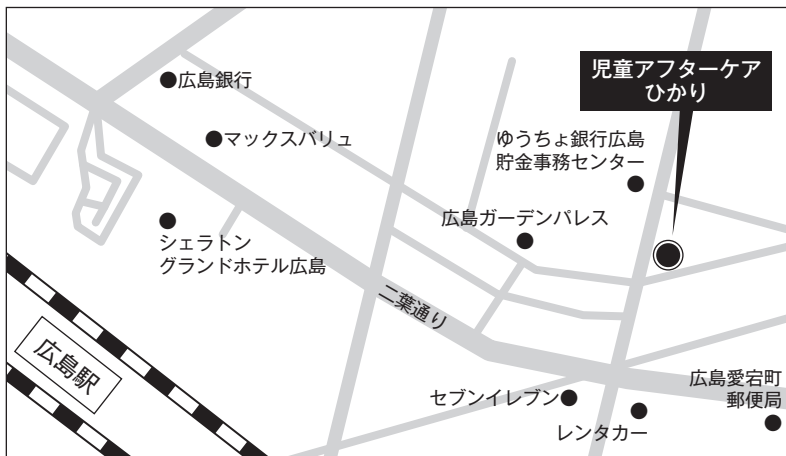 広島銀行
マックスバリュ
児童アフターケア
ひかり
ゆうちょ銀行広島
貯金事務センター
広島ガーデンパレス
シェラトン
グランドホテル広島
二葉通り
広島駅
広島愛宕町
郵便局
セブンイレブン
レンタカー